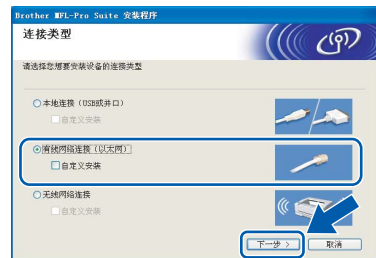 Brother MFL-Pro Suite 安装程序
连接类型
请选择您想要安装设备的连接类型
本地连接（USB或并口）
自定义安装
有线网络连接（以太网）
自定义安装
无线网络连接
自定义安装
下一步 > 取消